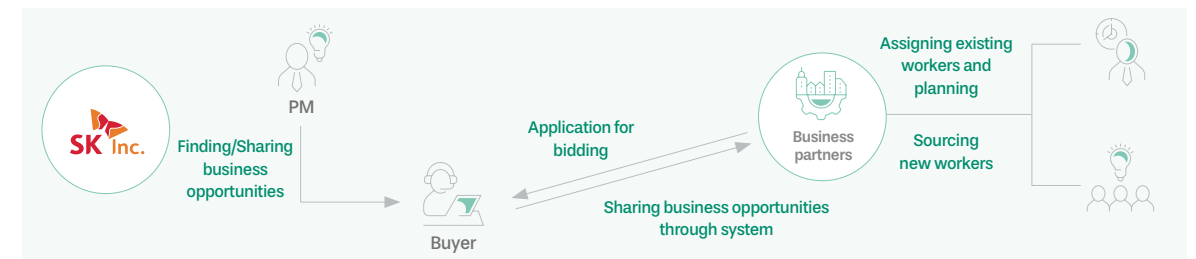 SK Inc.
PM
Finding/Sharing
business
opportunities
Buyer
Application for
bidding
Sharing business opportunities
through system
Business
partners
Assigning existing
workers and
planning
Sourcing
new workers